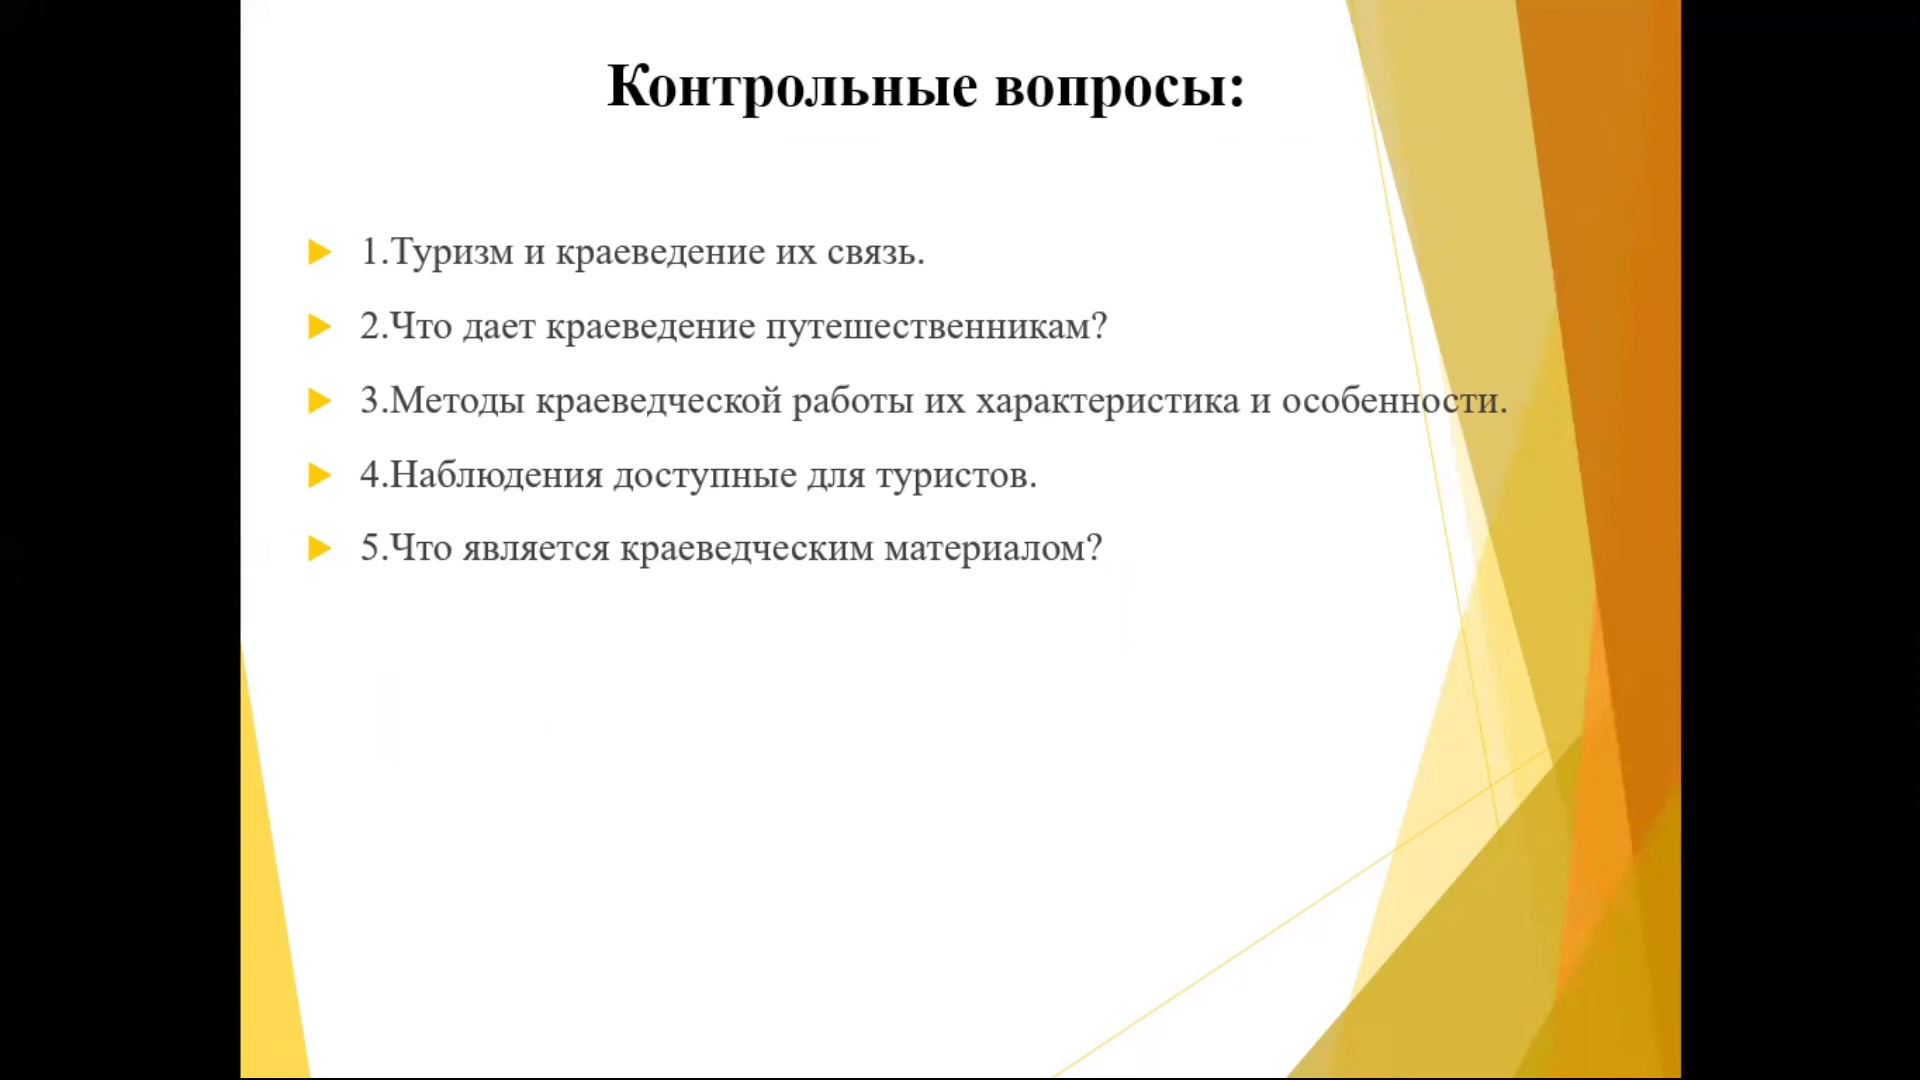 Контрольные вопросы:
1.Туризм и краеведение их связь.
2.Что дает краеведение путешественникам?
3.Методы краеведческой работы их характеристика и особенности.
4.Наблюдения доступные для туристов.
5.Что является краеведческим материалом?